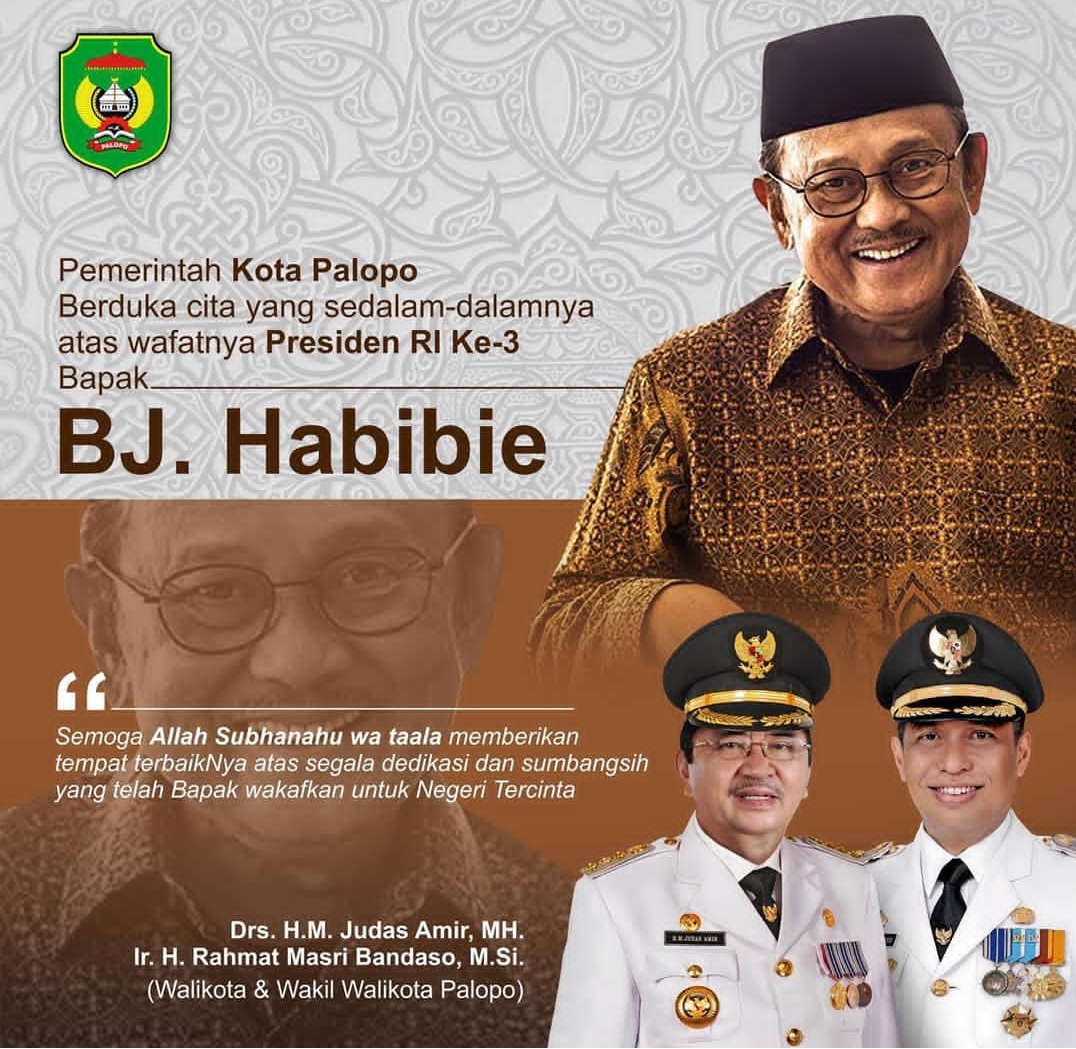 PALOPO
Pemerintah Kota Palopo
Berduka cita yang sedalam-dalamnya
atas wafatnya Presiden RI Ke-3
Bapak
BJ. Habibie
“
Semoga Allah Subhanahu wa taala memberikan
tempat terbaikNya atas segala dedikasi dan sumbangsih
yang telah Bapak wakafkan untuk Negeri Tercinta
Drs. H.M. Judas Amir, MH.
Ir. H. Rahmat Masri Bandaso, M.Si.
(Walikota & Wakil Walikota Palopo)
H.M.JUDAS AMIR